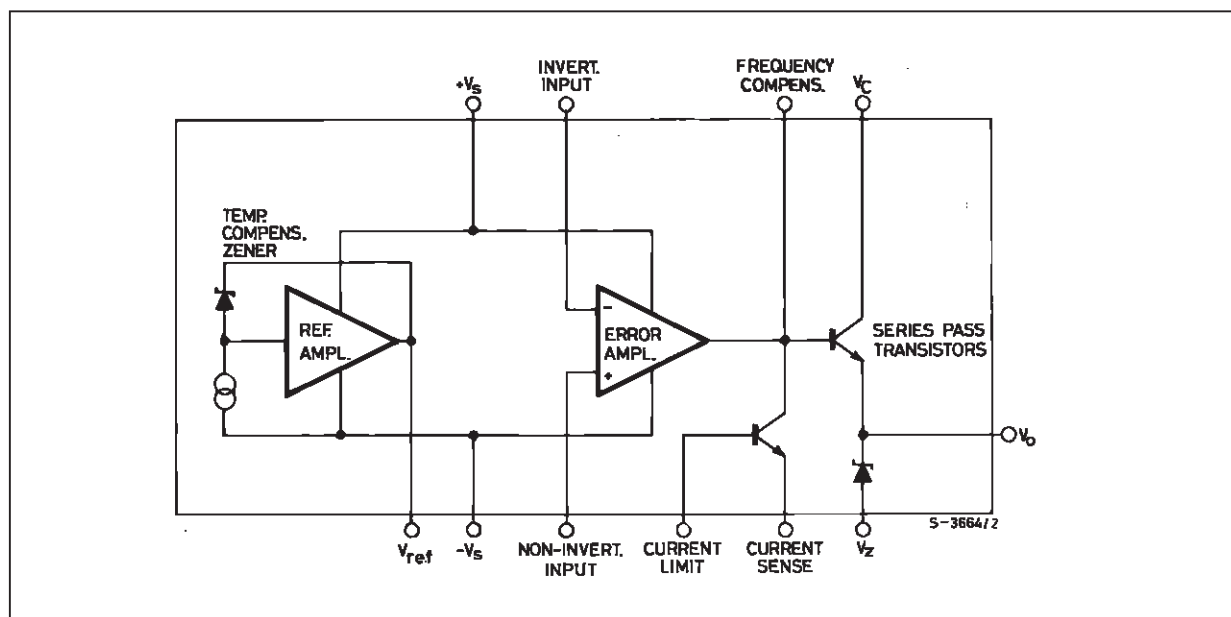 +Vs
INVERT.
INPUT
FREQUENCY
COMPENS.
Vc
TEMP.
COMPENS.
ZENER
REF.
AMPL.
-
ERROR
AMPL.
+
SERIES PASS
TRANSISTORS
Vo
S-3664/2
Vref
-Vs
NON-INVERT.
INPUT
CURRENT
LIMIT
CURRENT
SENSE
Vz